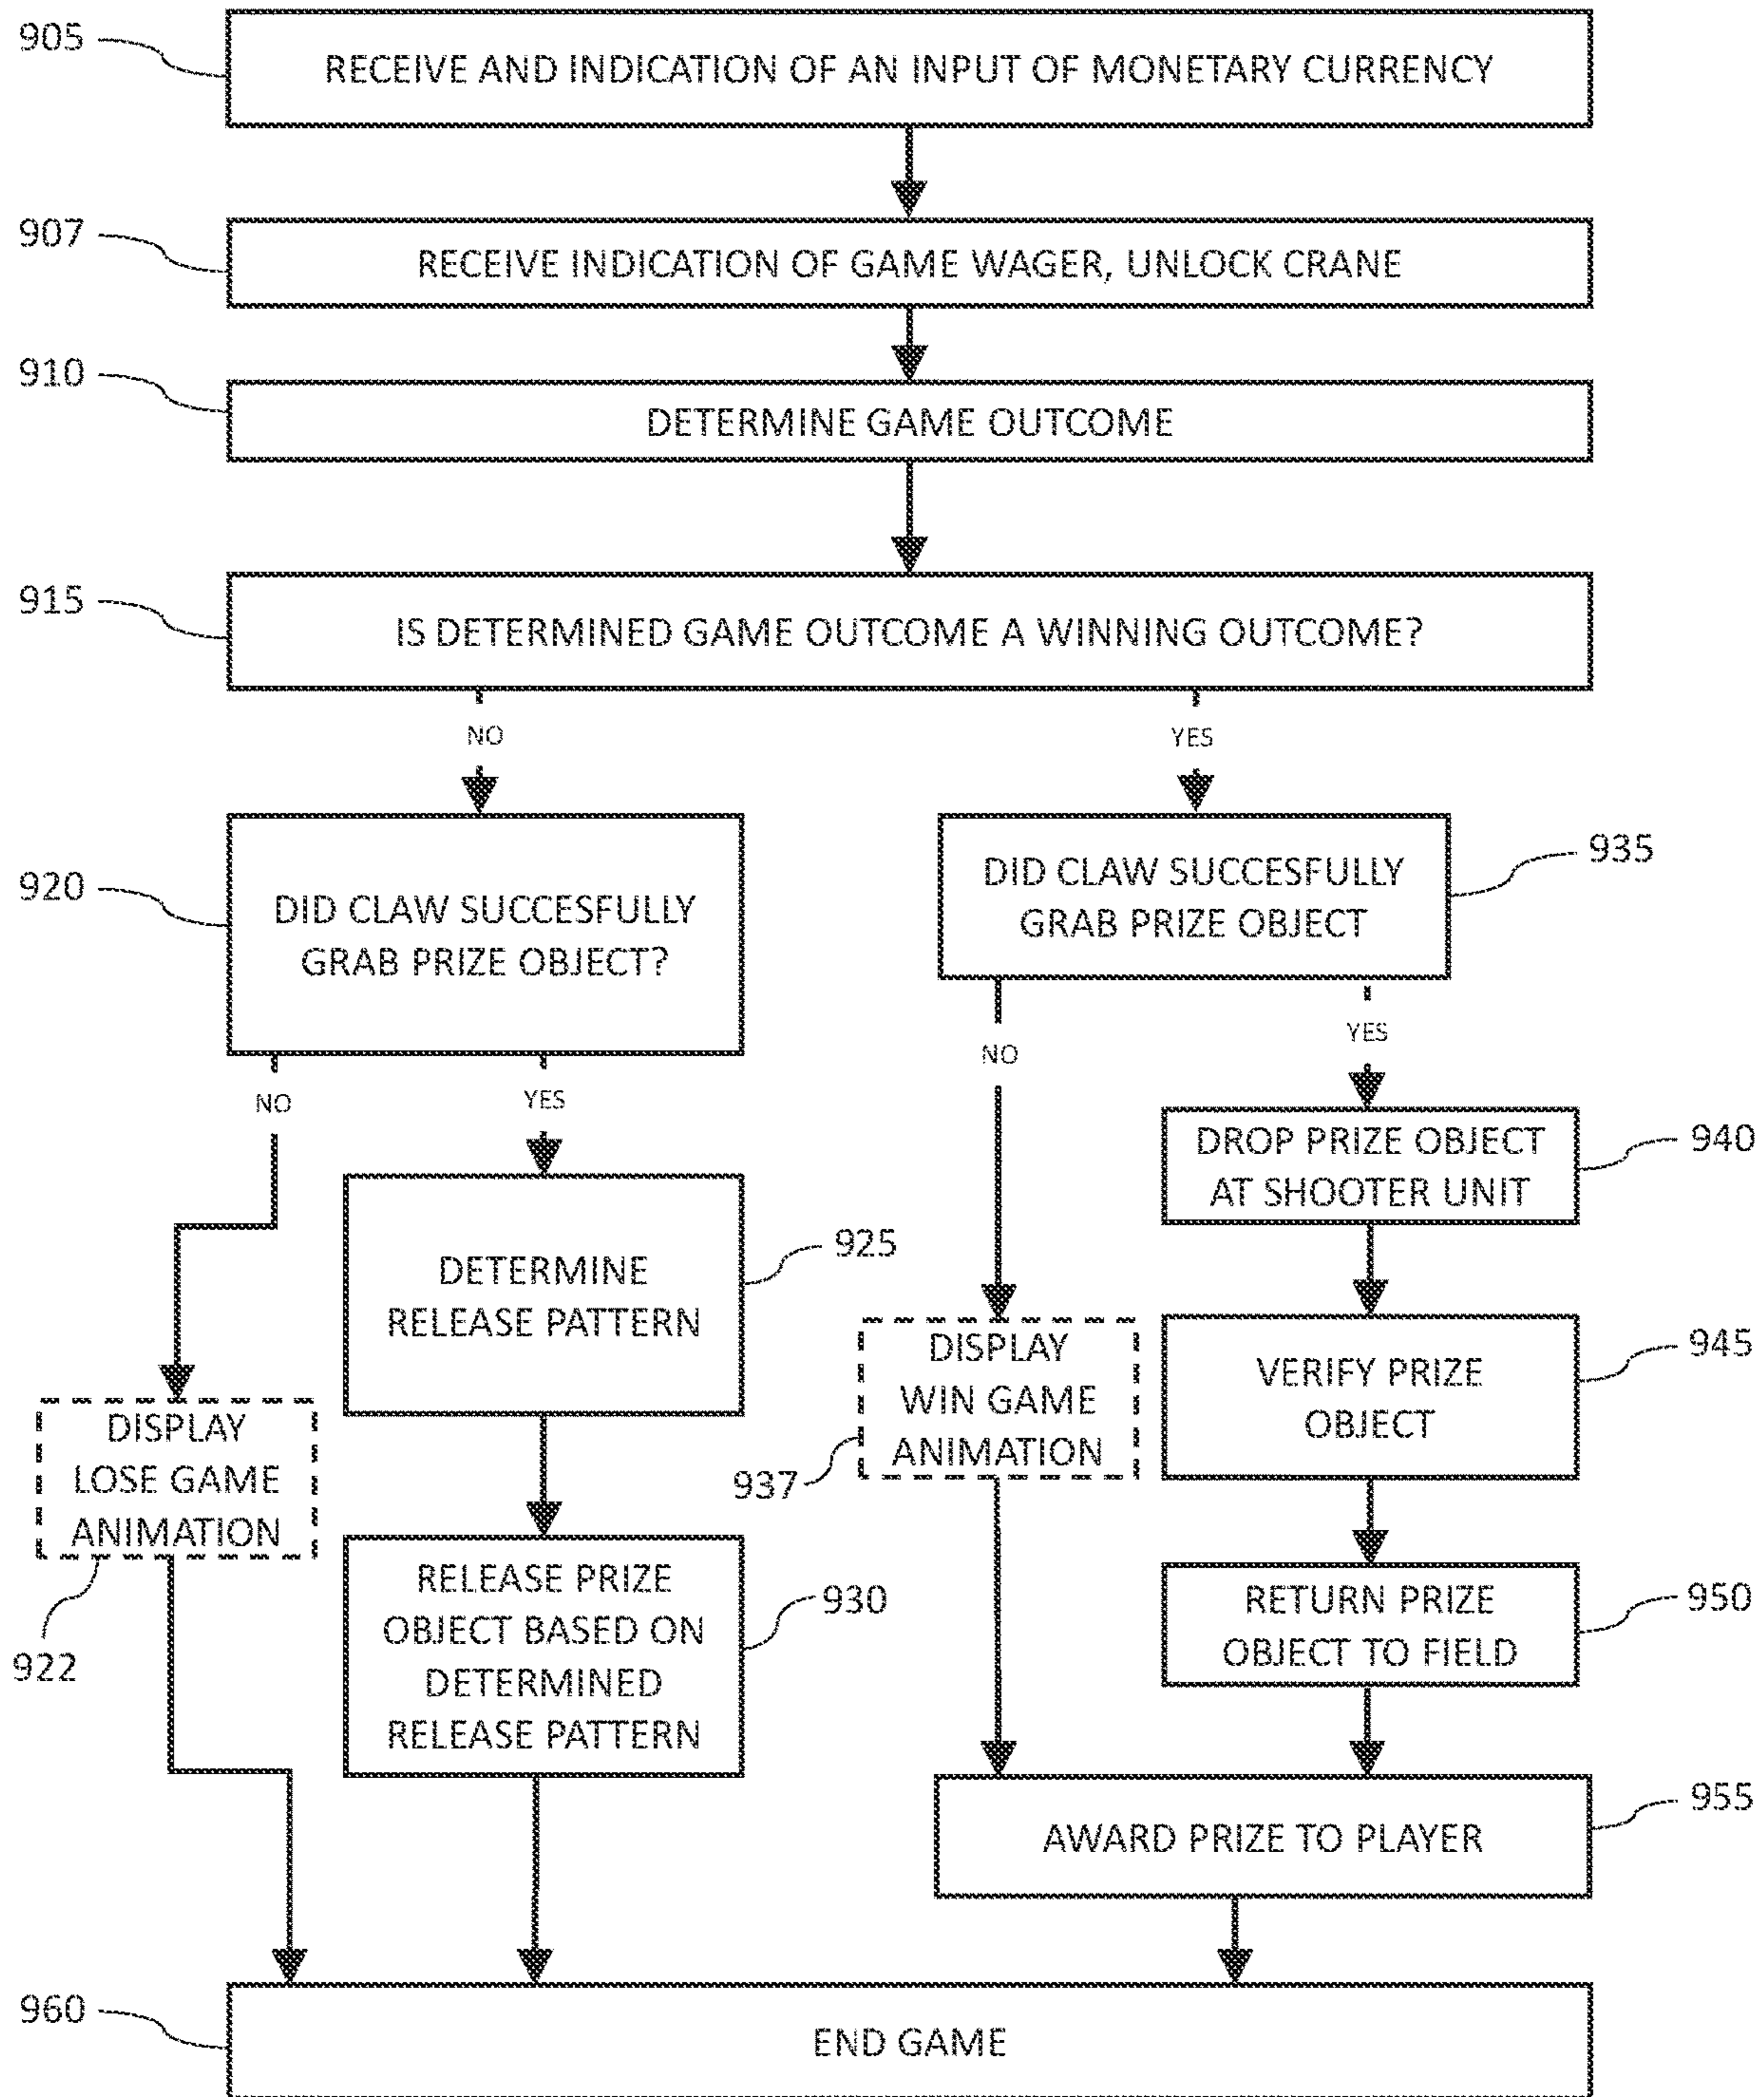 905
RECEIVE AND INDICATION OF AN INPUT OF MONETARY CURRENCY
907
RECEIVE INDICATION OF GAME WAGER, UNLOCK CRANE
910
DETERMINE GAME OUTCOME
915
IS DETERMINED GAME OUTCOME A WINNING OUTCOME?
NO
YES
920
DID CLAW SUCCESFULLY
GRAB PRIZE OBJECT?
DID CLAW SUCCESFULLY
GRAB PRIZE OBJECT
935
NO
YES
NO
YES
DETERMINE
RELEASE PATTERN
925
DROP PRIZE OBJECT
AT SHOOTER UNIT
940
DISPLAY
LOSE GAME
ANIMATION
922
DISPLAY
WIN GAME
ANIMATION
937
VERIFY PRIZE
OBJECT
945
RELEASE PRIZE
OBJECT BASED ON
DETERMINED
RELEASE PATTERN
930
RETURN PRIZE
OBJECT TO FIELD
950
AWARD PRIZE TO PLAYER
955
960
END GAME